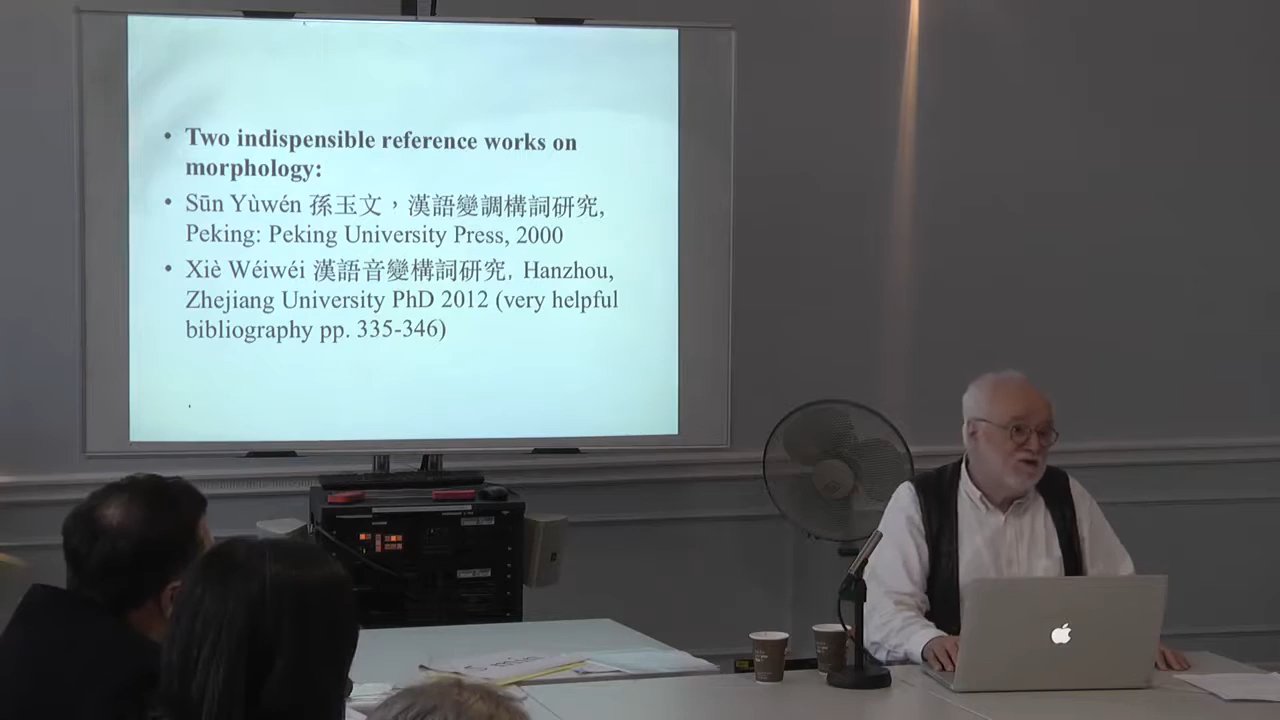 • Two indispensible reference works on
morphology:
• Sūn Yùwén 孫玉文，漢語變調構詞研究,
Peking: Peking University Press, 2000
• Xiè Wéiwéi 漢語音變構詞研究, Hanzhou,
Zhejiang University PhD 2012 (very helpful
bibliography pp. 335-346)
5 min